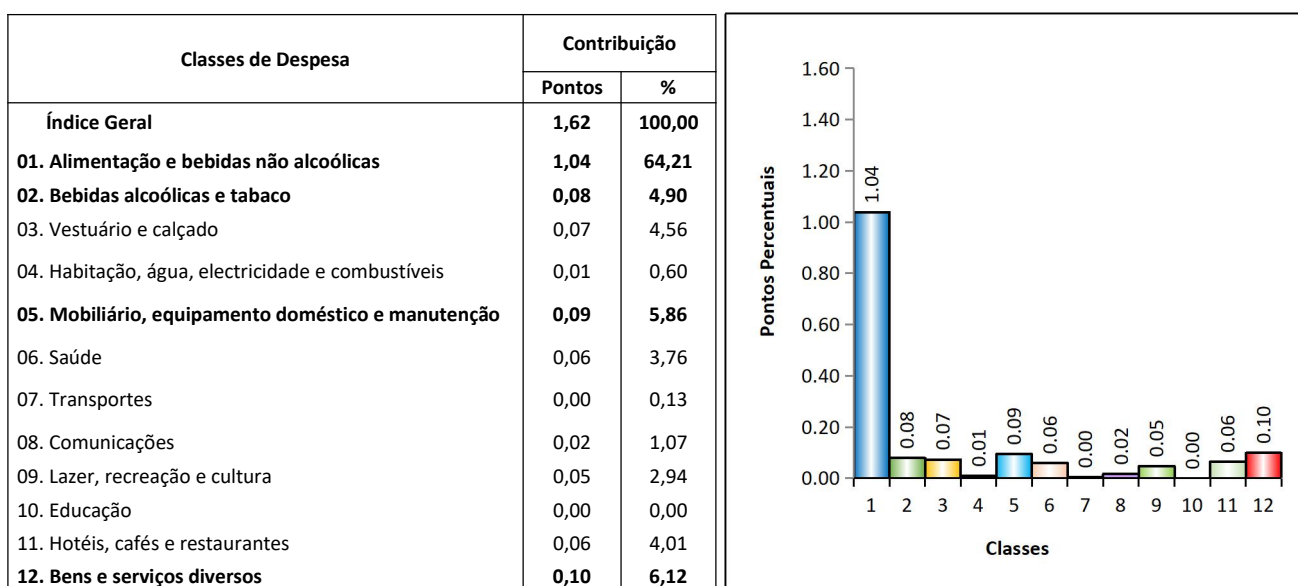 Classes de Despesa Contribuição
Pontos %
Índice Geral 1,62 100,00
01. Alimentação e bebidas não alcoólicas 1,04 64,21
02. Bebidas alcoólicas e tabaco 0,08 4,90
03. Vestuário e calçado 0,07 4,56
04. Habitação, água, electricidade e combustíveis 0,01 0,60
05. Mobiliário, equipamento doméstico e manutenção 0,09 5,86
06. Saúde 0,06 3,76
07. Transportes 0,00 0,13
08. Comunicações 0,02 1,07
09. Lazer, recreação e cultura 0,05 2,94
10. Educação 0,00 0,00
11. Hotéis, cafés e restaurantes 0,06 4,01
12. Bens e serviços diversos 0,10 6,12
Pontos Percentuais
1.60
1.40
1.20
1.00
0.80
0.60
0.40
0.20
0.00
1.04 0.08 0.07 0.01 0.09 0.06 0.00 0.02 0.05 0.00 0.06 0.10
1 2 3 4 5 6 7 8 9 10 11 12
Classes